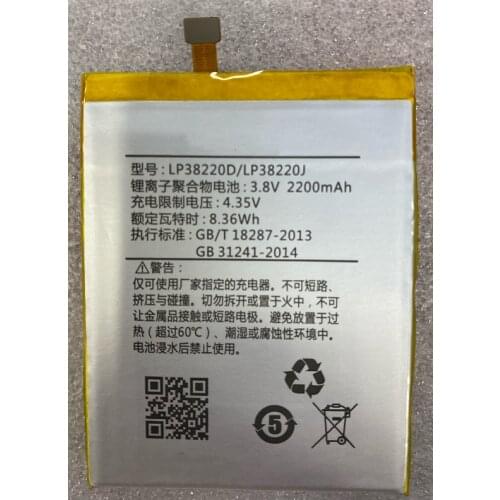 型号: LP38220D/LP38220J
锂离子聚合物电池: 3.8V 2200mAh
充电限制电压: 4.35V
额定瓦特时: 8.36Wh
执行标准: GB/T 18287-2013
GB 31241-2014
警告:
仅可使用厂家指定的充电器。不可短路、
挤压与碰撞。切勿拆开或置于火中，不可
让金属品接触或短路电极。避免放于高温
(超过60℃)、潮湿或腐蚀性环境中。
电池浸水后禁用。
5